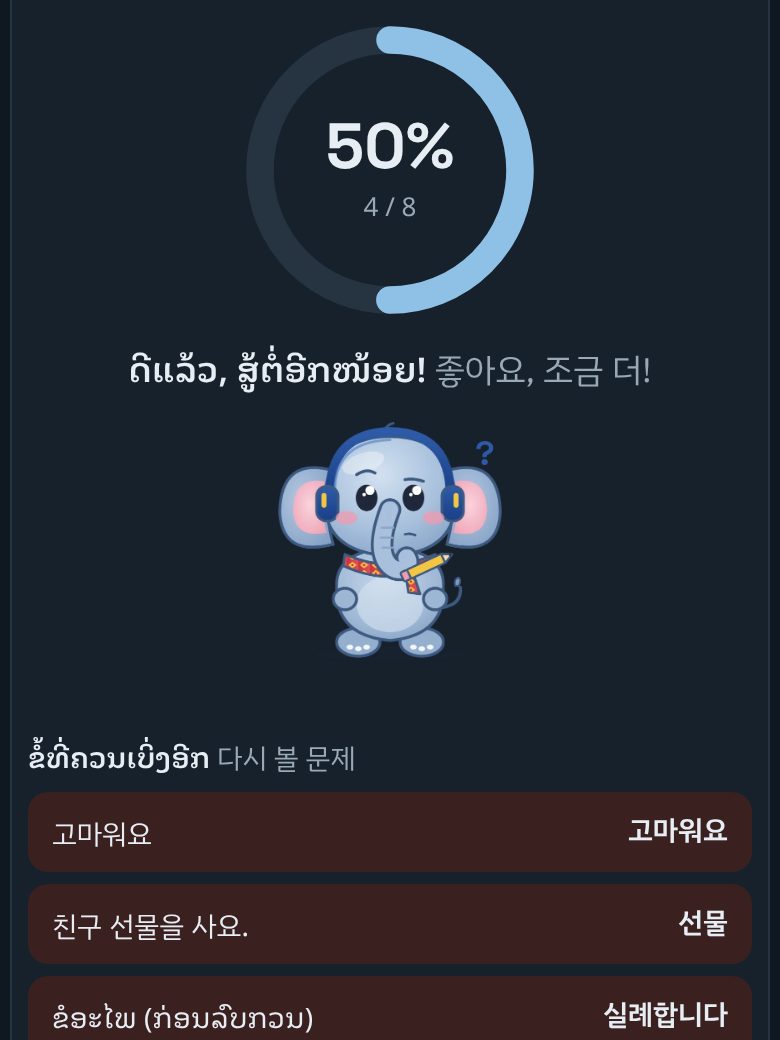 50%
4 / 8
ດີແລ້ວ, ສູ້ຕໍ່ອີກໜ້ອຍ! 좋아요, 조금 더!
?
ຂໍ້ທີ່ຄວນເບິ່ງອີກ 다시 볼 문제
고마워요 고마워요
친구 선물을 사요. 선물
ຂໍອະໄພ (ກ່ອນລົບກວນ) 실례합니다